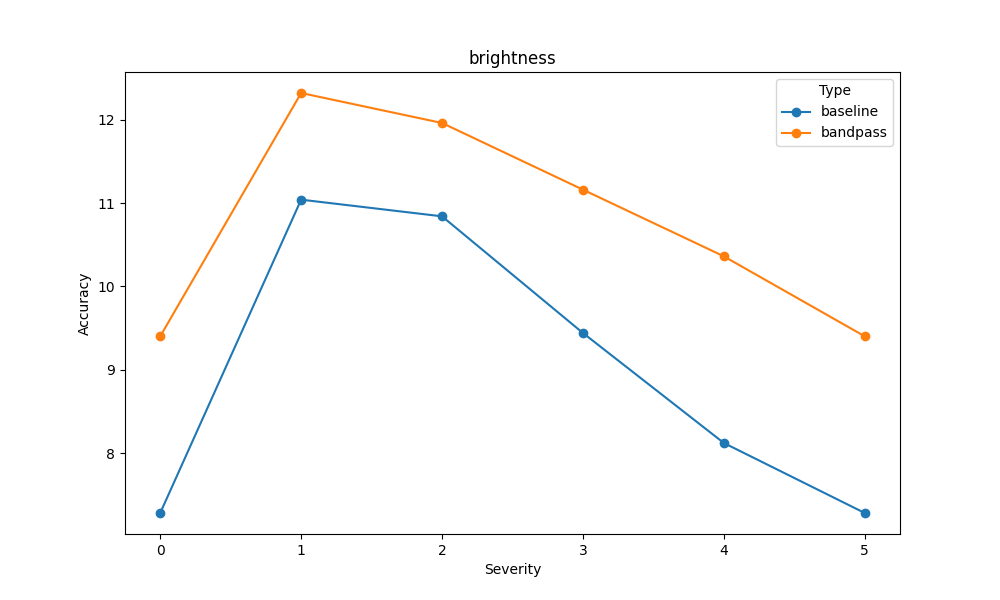 brightness
Type
baseline
bandpass
Accuracy
12
11
10
9
8
0 1 2 3 4 5
Severity